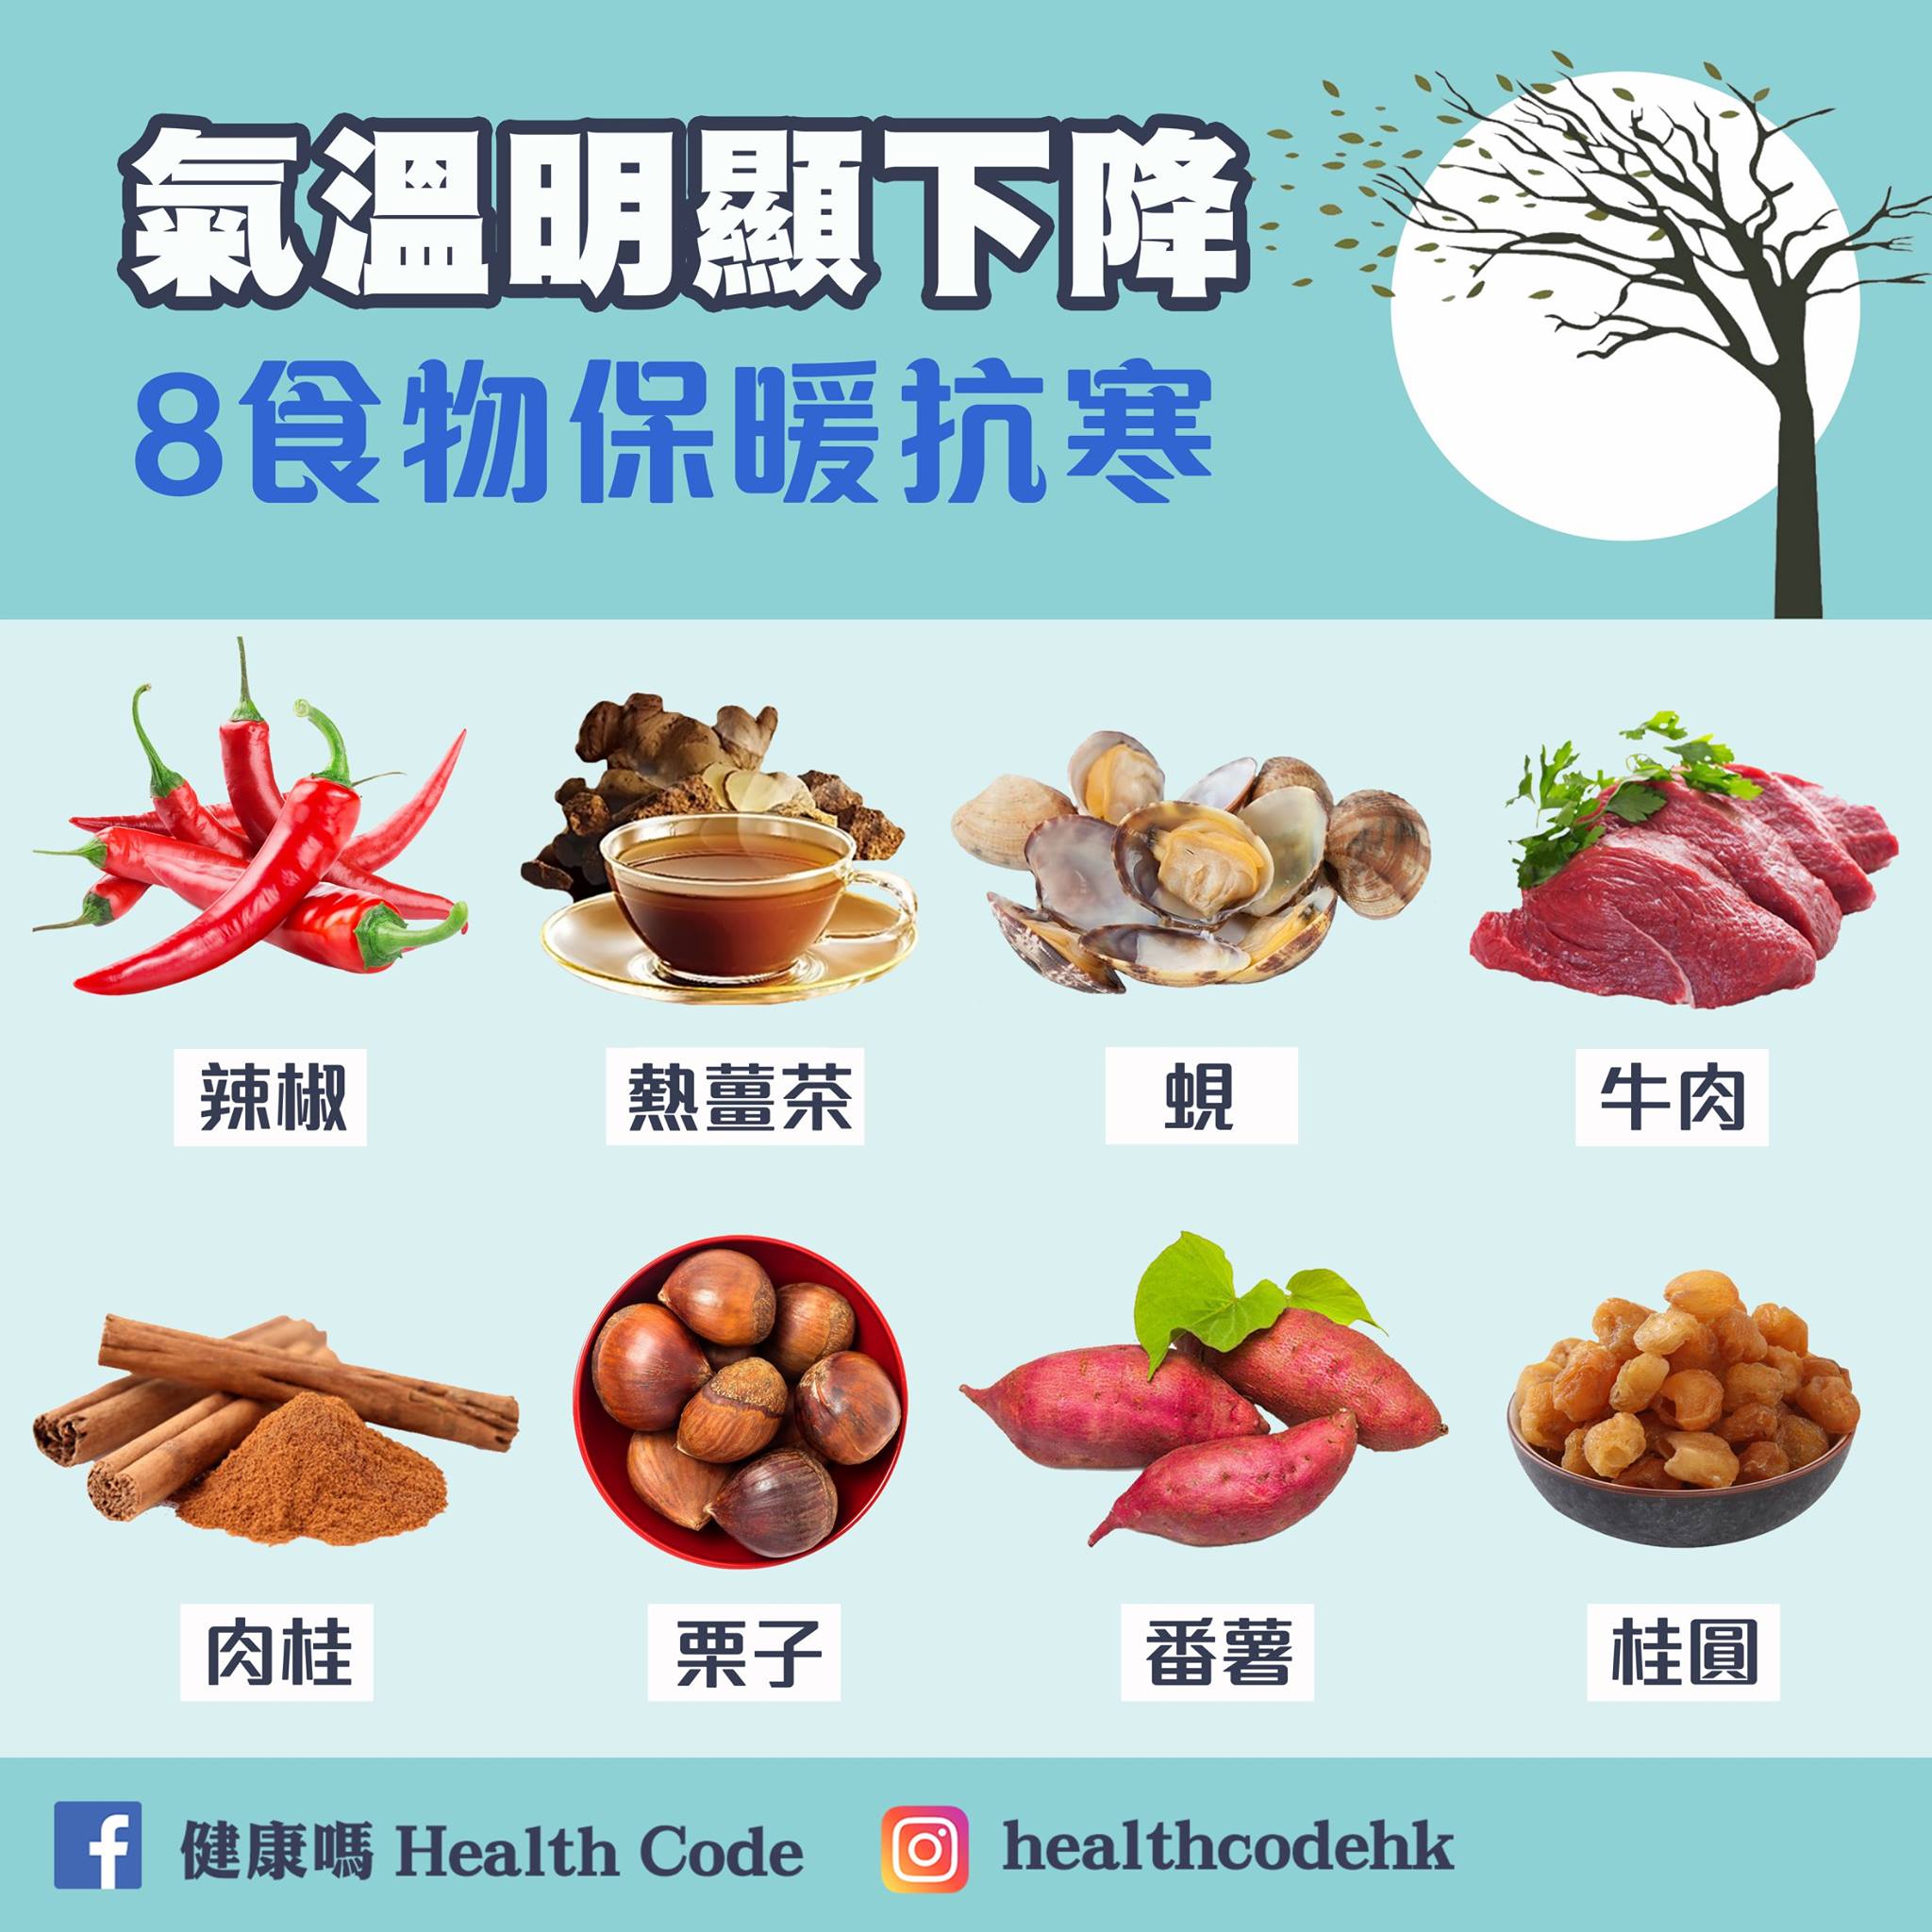 氣溫明顯下降
8食物保暖抗寒
辣椒
熱薑茶
蜆
牛肉
肉桂
栗子
番薯
桂圓
健康嗎 Health Code
healthcodehk